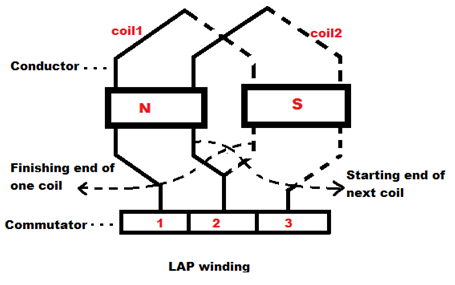 coil1
coil2
Conductor
N
S
Finishing end of
one coil
Starting end of
next coil
Commutator
1
2
3
LAP winding